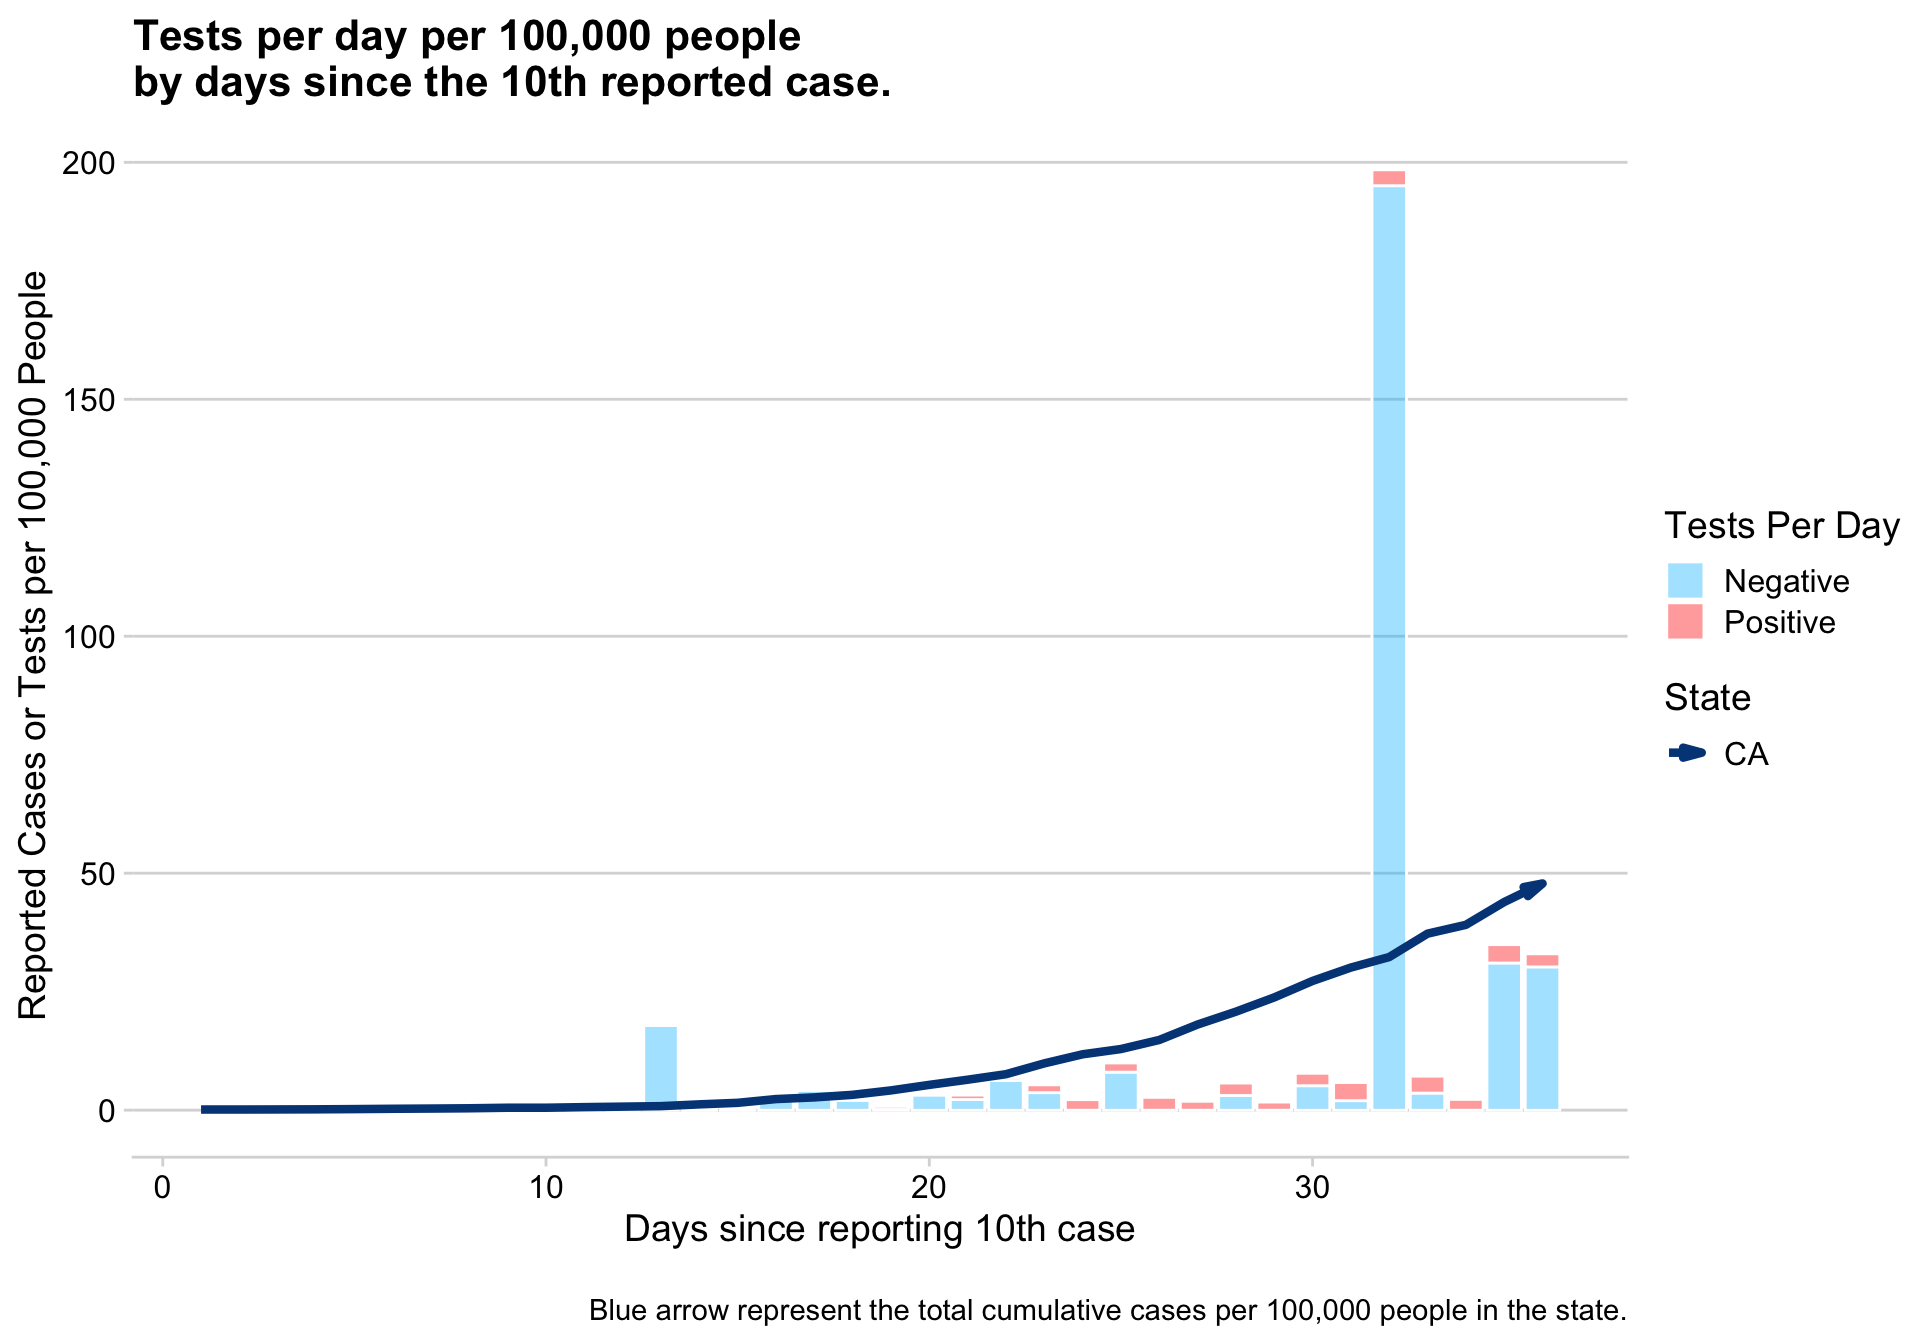 Tests per day per 100,000 people
by days since the 10th reported case.
Reported Cases or Tests per 100,000 People
200
150
100
50
0
0
10
20
30
Days since reporting 10th case
Tests Per Day
Negative
Positive
State
CA
Blue arrow represent the total cumulative cases per 100,000 people in the state.